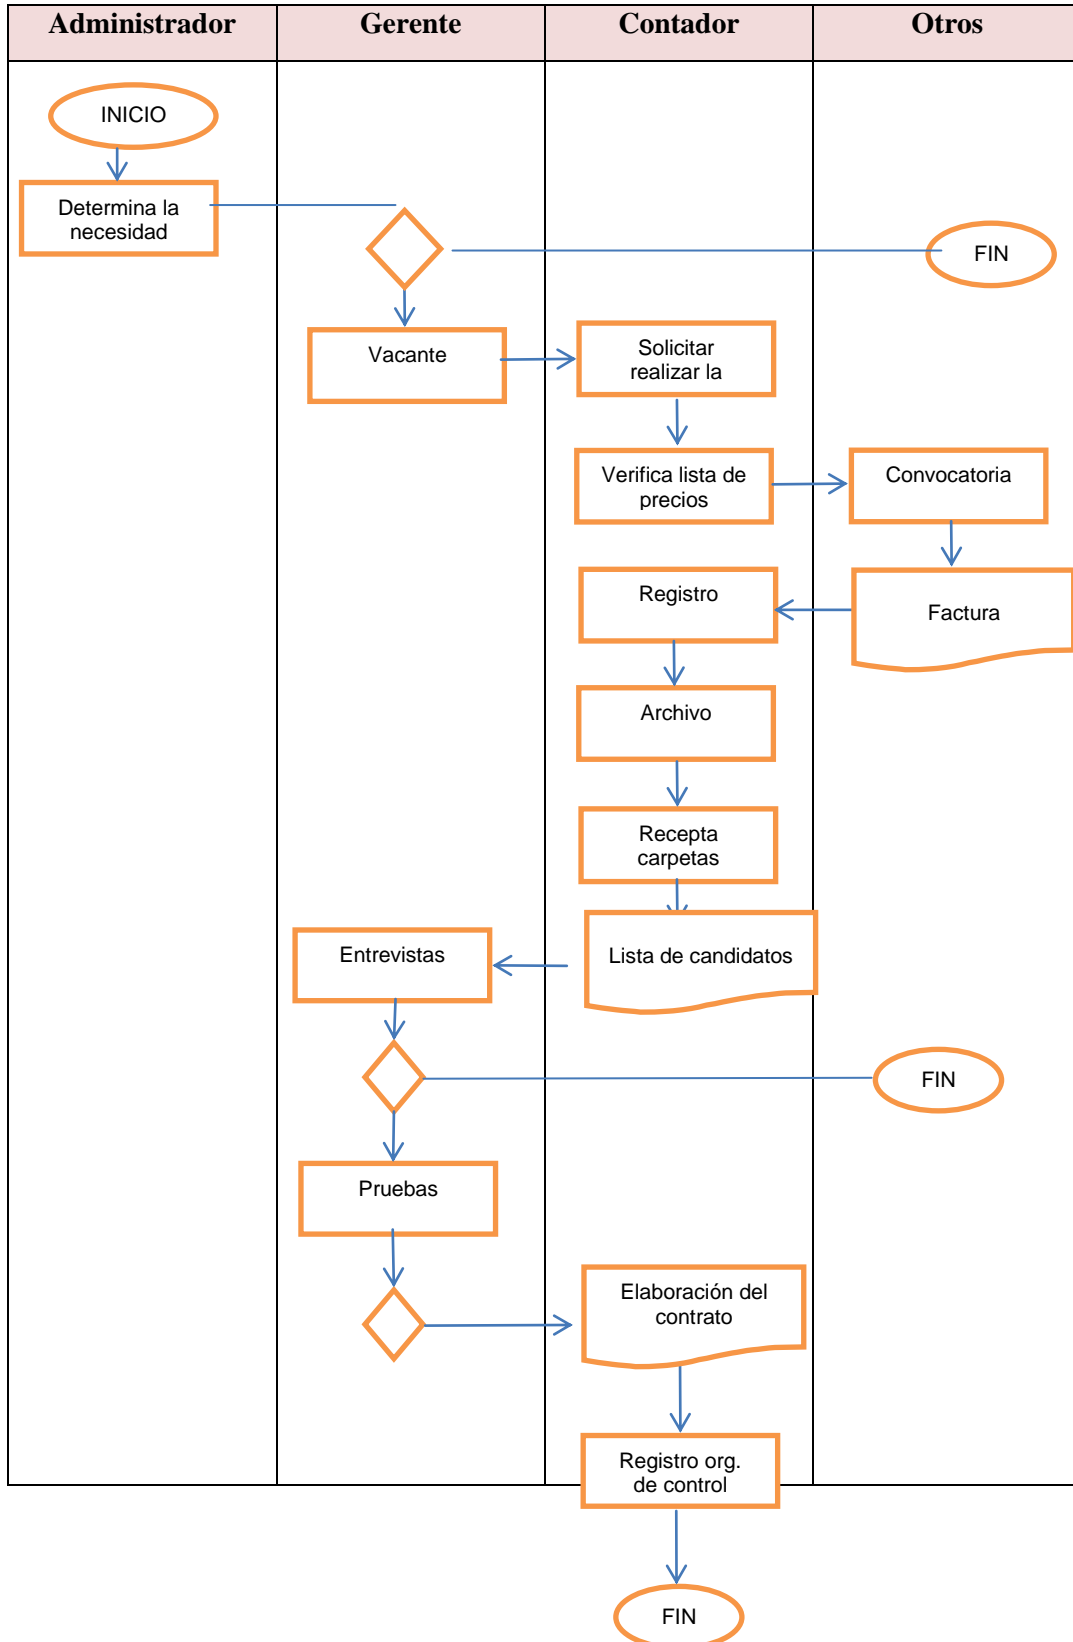 Administrador
Gerente
Contador
Otros
INICIO
Determina la
necesidad
FIN
Vacante
Solicitar
realizar la
Verifica lista de
precios
Convocatoria
Registro
Factura
Archivo
Recepta
carpetas
Entrevistas
Lista de candidatos
FIN
Pruebas
Elaboración del
contrato
Registro org.
de control
FIN